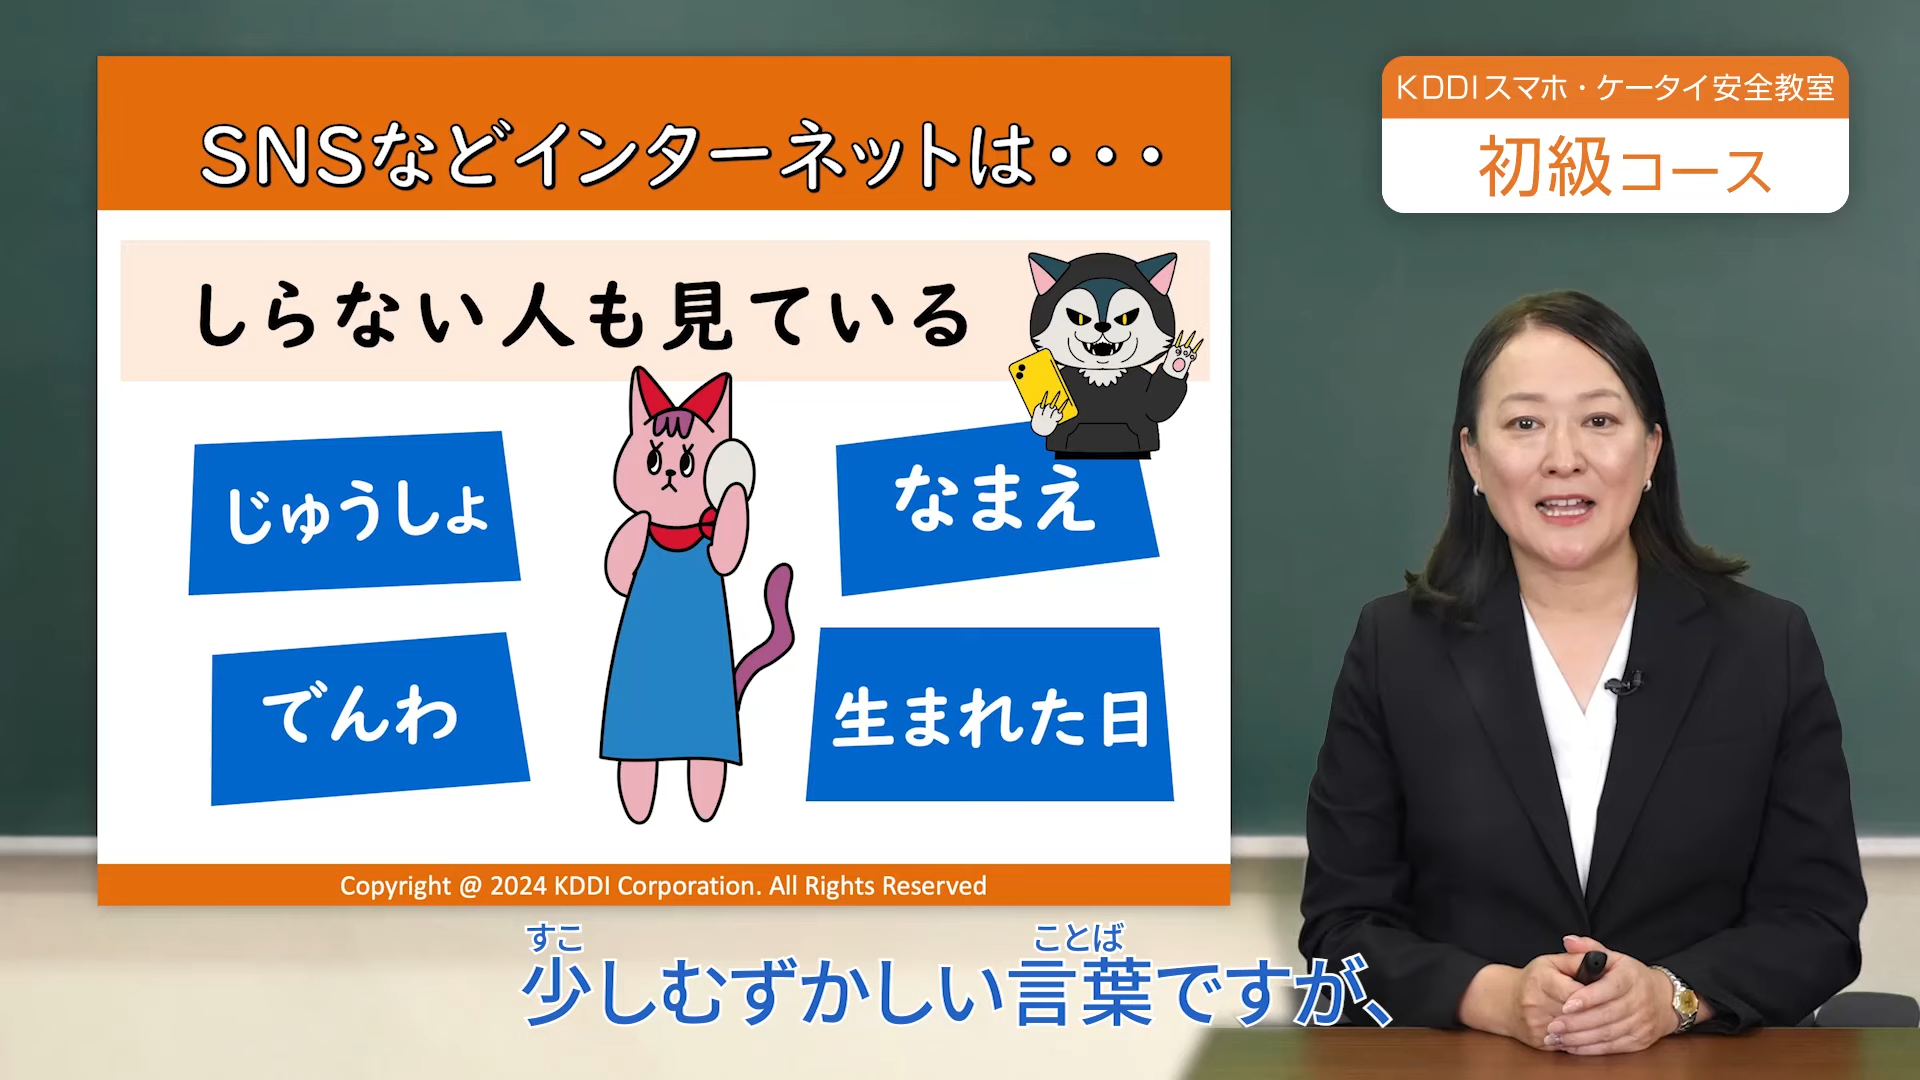 SNSなどインターネットは・・・
しらない人も見ている
じゅうしょ
なまえ
でんわ
生まれた日
Copyright @ 2024 KDDI Corporation. All Rights Reserved
KDDIスマホ・ケータイ安全教室
初級コース
すこ ことば
少しむずかしい言葉ですが、